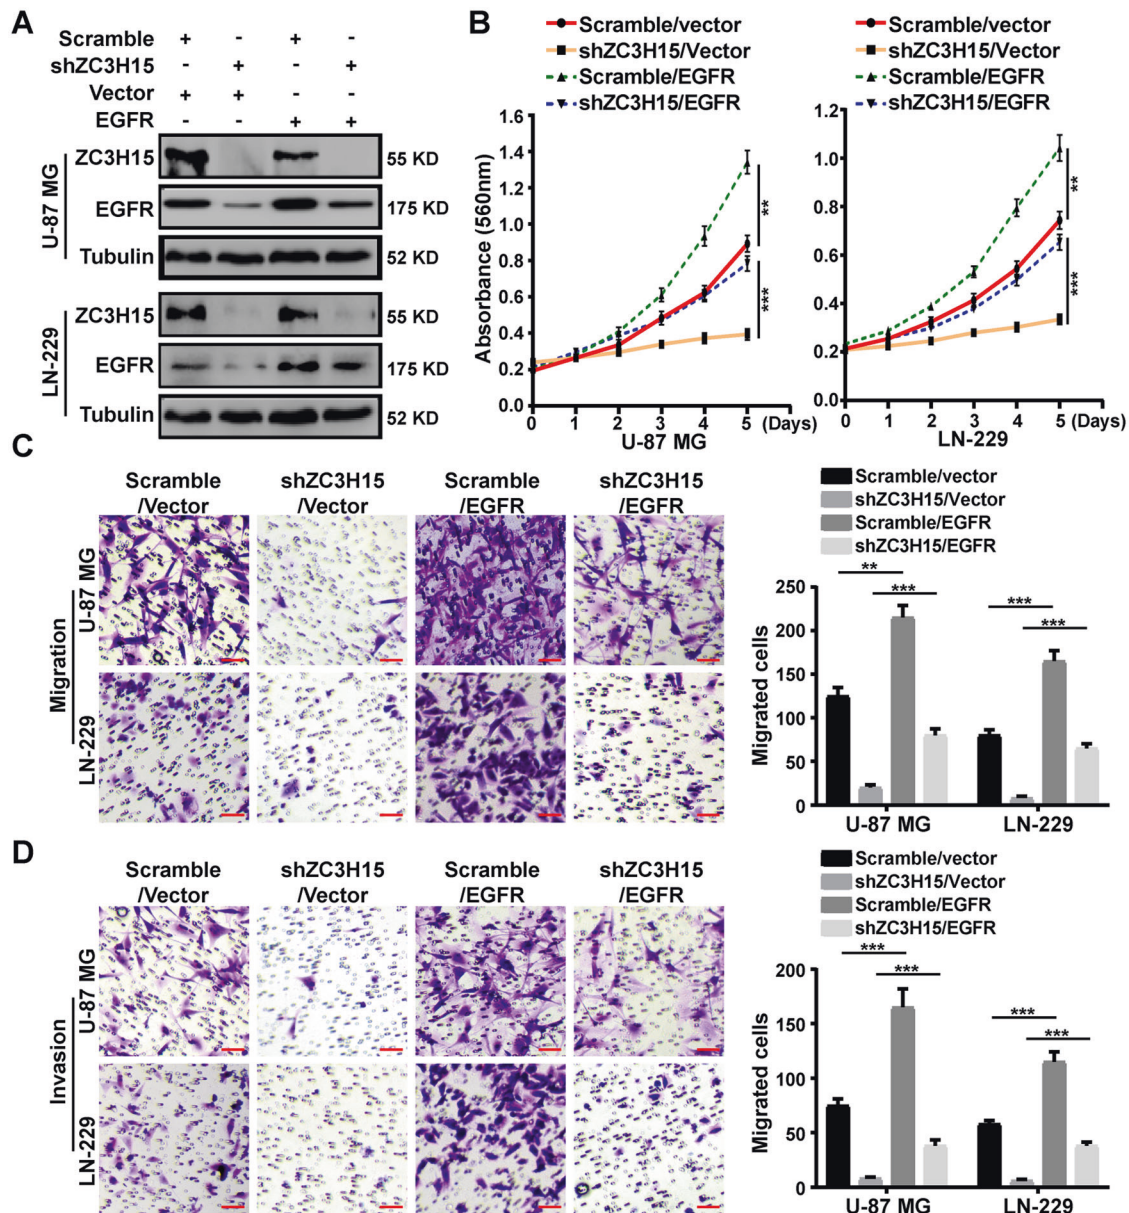 A
Scramble + - + -
shZC3H15 - + - +
Vector + + - -
EGFR - - + +
U-87 MG
ZC3H15 55 KD
EGFR 175 KD
Tubulin 52 KD
LN-229
ZC3H15 55 KD
EGFR 175 KD
Tubulin 52 KD
B
Scramble/vector
shZC3H15/Vector
Scramble/EGFR
shZC3H15/EGFR
Absorbance (560nm)
1.6
1.4
1.2
1.0
0.8
0.6
0.4
0.2
0.0
**
***
0 1 2 3 4 5 (Days)
U-87 MG
Scramble/vector
shZC3H15/Vector
Scramble/EGFR
shZC3H15/EGFR
1.2
1.0
0.8
0.6
0.4
0.2
0.0
**
***
0 1 2 3 4 5 (Days)
LN-229
C
Scramble /Vector
shZC3H15 /Vector
Scramble /EGFR
shZC3H15 /EGFR
Migration
U-87 MG
LN-229
Scramble/vector
shZC3H15/Vector
Scramble/EGFR
shZC3H15/EGFR
Migrated cells
250
200
150
100
50
0
** ***
*** ***
U-87 MG LN-229
D
Scramble /Vector
shZC3H15 /Vector
Scramble /EGFR
shZC3H15 /EGFR
Invasion
U-87 MG
LN-229
Scramble/vector
shZC3H15/Vector
Scramble/EGFR
shZC3H15/EGFR
Migrated cells
200
150
100
50
0
*** ***
*** ***
U-87 MG LN-229